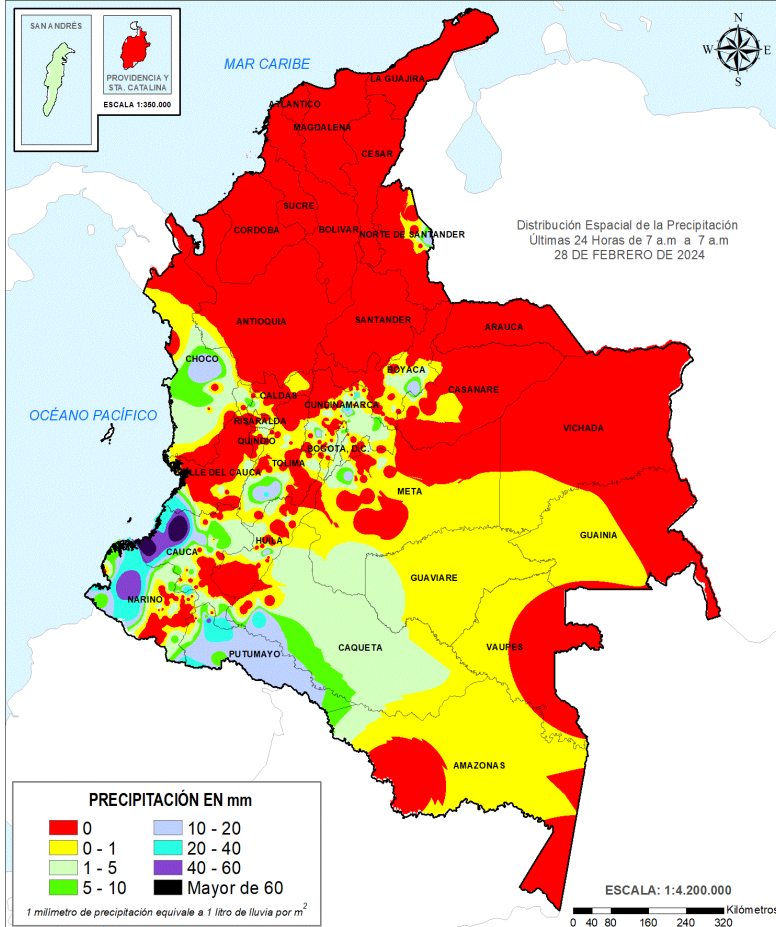 SAN ANDRÉS
PROVIDENCIA Y
STA. CATALINA
ESCALA 1:350.000
N
W
E
S
MAR CARIBE
LA GUAJIRA
ATLANTICO
MAGDALENA
CESAR
SUCRE
CORDOBA
BOLIVAR
NORTE DE SANTANDER
Distribución Espacial de la Precipitación
Últimas 24 Horas de 7 a.m a 7 a.m
28 DE FEBRERO DE 2024
ANTIOQUIA
SANTANDER
ARAUCA
CHOCO
BOYACA
CASANARE
CALDAS
CUNDINAMARCA
OCÉANO PACÍFICO
RISARALDA
VICHADA
QUINDIO
BOGOTA, D.C.
TOLIMA
VALLE DEL CAUCA
META
GUAINIA
HUILA
CAUCA
GUAVIARE
NARIÑO
CAQUETA
VAUPES
PUTUMAYO
AMAZONAS
PRECIPITACIÓN EN mm
0
10 - 20
0 - 1
20 - 40
1 - 5
40 - 60
5 - 10
Mayor de 60
1 milímetro de precipitación equivale a 1 litro de lluvia por m2
ESCALA: 1:4.200.000
Kilómetros
0 40 80 160 240 320